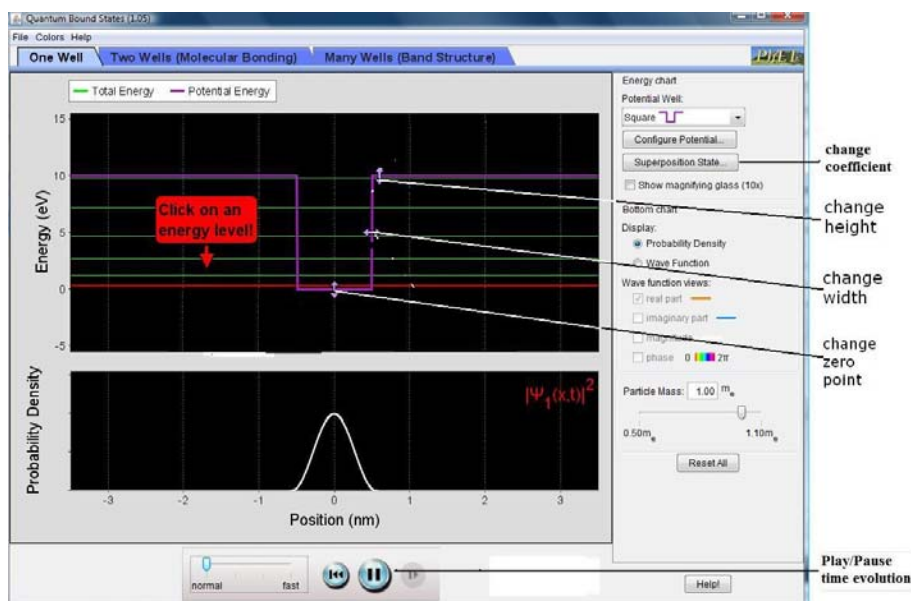 Quantum Bound States (1.05)
File Colors Help
One Well
Two Wells (Molecular Bonding)
Many Wells (Band Structure)
PhET
Total Energy
Potential Energy
15
10
5
0
-5
Energy (eV)
Click on an
energy level!
Probability Density
|Ψ1(x,t)|²
-3
-2
-1
0
1
2
3
Position (nm)
normal
fast
Energy chart
Potential Well:
Square
Configure Potential...
Superposition State...
Show magnifying glass (10x)
Bottom chart
Display:
Probability Density
Wave Function
Wave function views:
real part
imaginary part
magnitude
phase 0 2π
Particle Mass: 1.00 me
0.50me
1.10me
Reset All
Help!
change
coefficient
change
height
change
width
change
zero
point
Play/Pause
time evolution